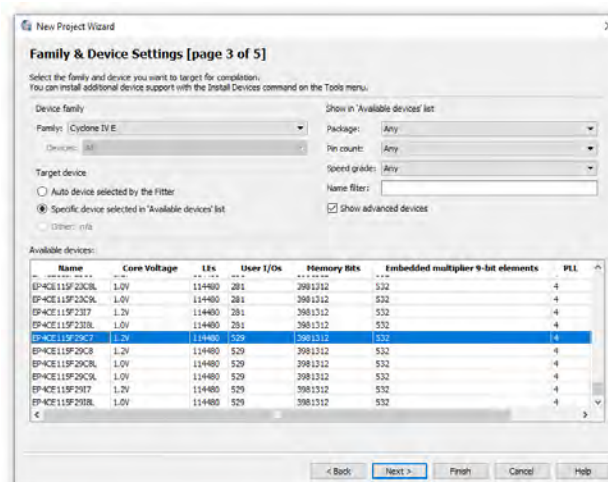 New Project Wizard
Family & Device Settings [page 3 of 5]
Select the family and device you want to target for compilation.
You can install additional device support with the Install Devices command on the Tools menu.
Device family
Family: Cyclone IV E
Devices: All
Target device
Auto device selected by the Fitter
Specific device selected in 'Available devices' list
Other: n/a
Show in 'Available devices' list
Package: Any
Pin count: Any
Speed grade: Any
Name filter:
Show advanced devices
Available devices:
Name Core Voltage LEs User I/Os Memory Bits Embedded multiplier 9-bit elements PLL
EP4CE115F23C8L 1.0V 114480 281 3981312 532 4
EP4CE115F23C9L 1.0V 114480 281 3981312 532 4
EP4CE115F23I7 1.2V 114480 281 3981312 532 4
EP4CE115F23I8L 1.0V 114480 281 3981312 532 4
EP4CE115F29C7 1.2V 114480 529 3981312 532 4
EP4CE115F29C8 1.2V 114480 529 3981312 532 4
EP4CE115F29C8L 1.0V 114480 529 3981312 532 4
EP4CE115F29C9L 1.0V 114480 529 3981312 532 4
EP4CE115F29I7 1.2V 114480 529 3981312 532 4
EP4CE115F29I8L 1.0V 114480 529 3981312 532 4
< Back Next > Finish Cancel Help